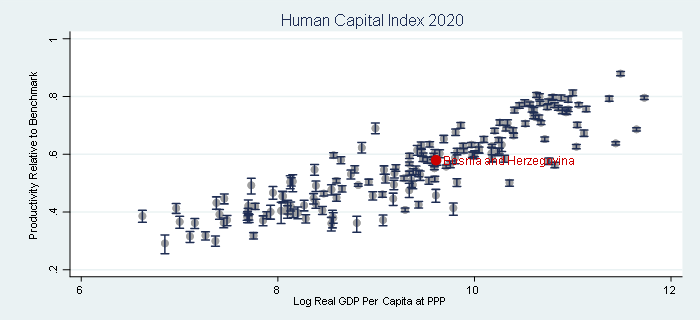 Human Capital Index 2020
Productivity Relative to Benchmark
1
.8
.6
.4
.2
Bosnia and Herzegovina
6 8 10 12
Log Real GDP Per Capita at PPP